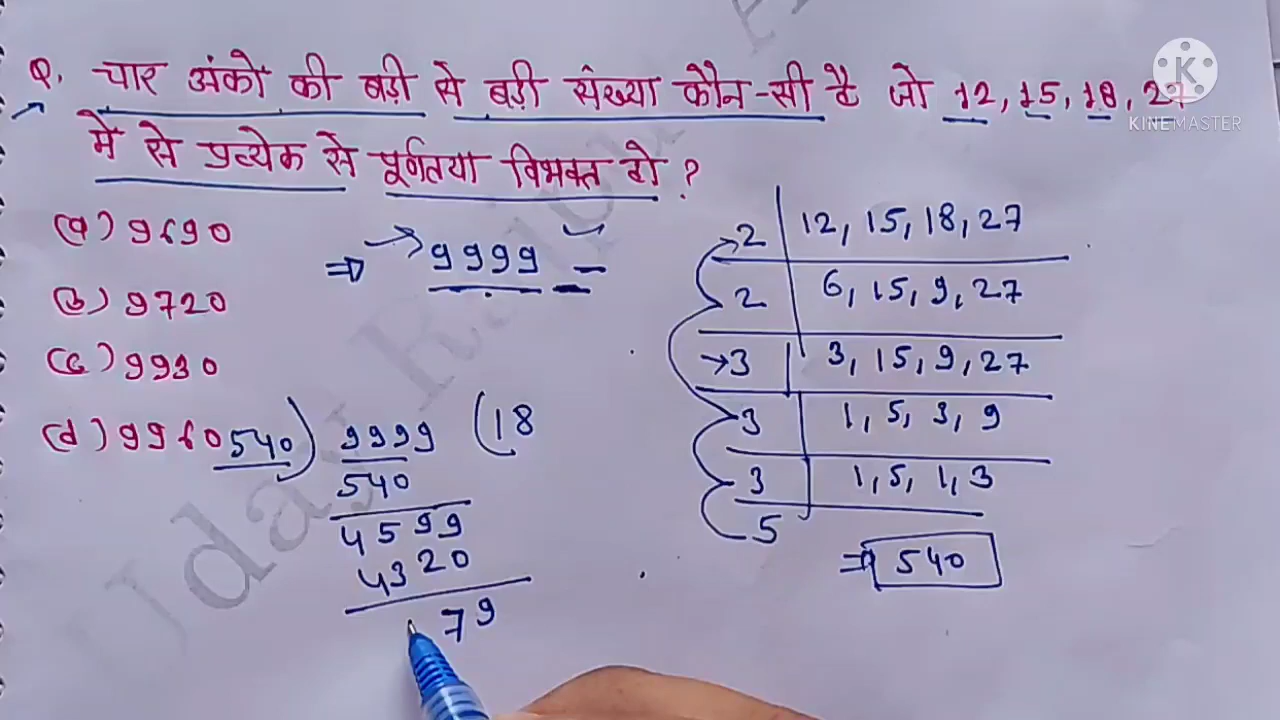 Q. चार अंको की बड़ी से बड़ी संख्या कौन-सी है जो 12, 15, 18, 27
में से प्रत्येक से पूर्णतया विभक्त हो ?
(a) 9690
(b) 9720
(c) 9930
(d) 9960
⇒ → 9999
540) 9999 (18
540
4599
4320
79
2 | 12, 15, 18, 27
2 | 6, 15, 9, 27
→3 | 3, 15, 9, 27
3 | 1, 5, 3, 9
3 | 1, 5, 1, 3
5
⇒ 540
K
KINEMASTER